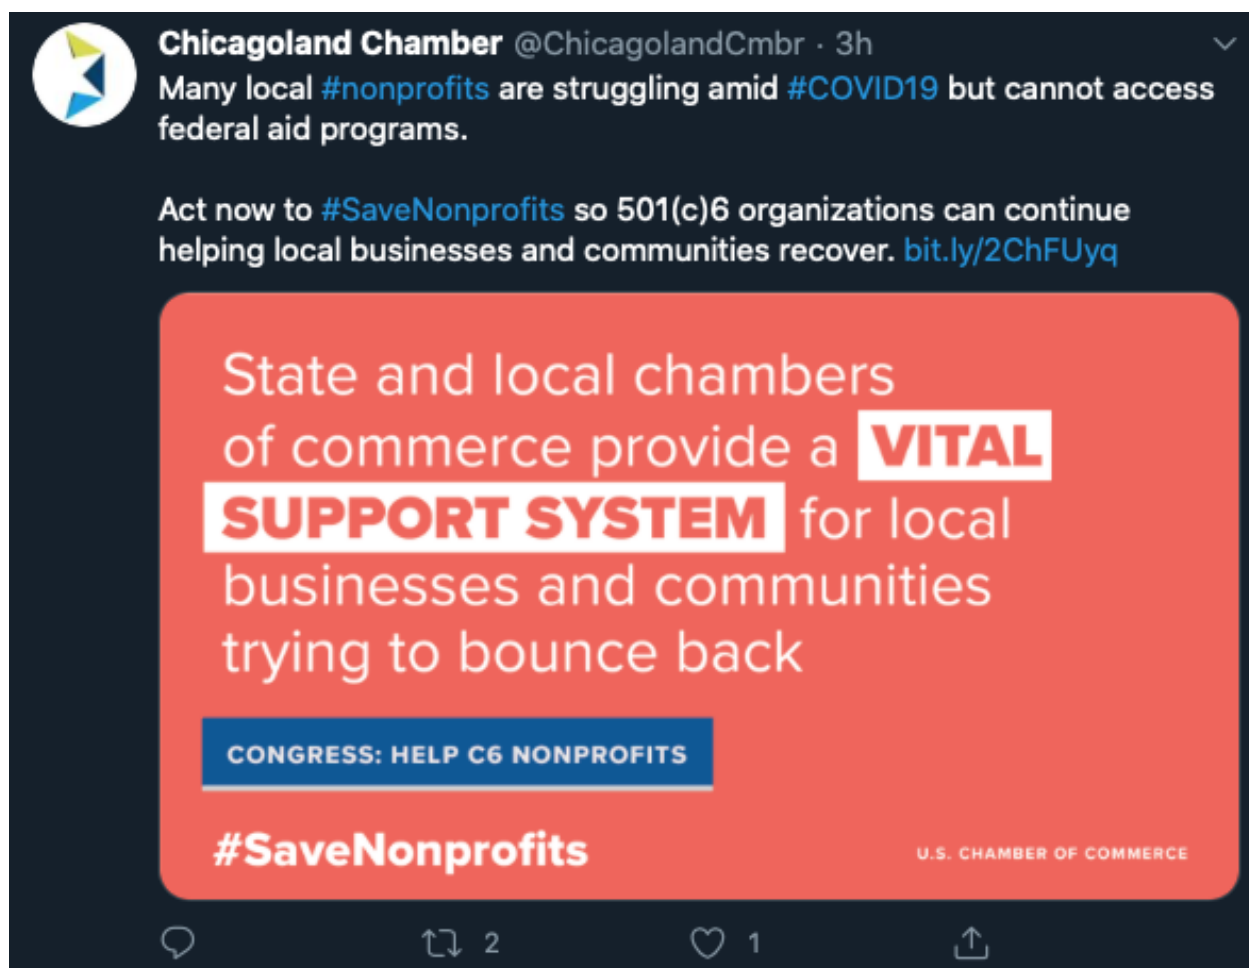 Chicagoland Chamber @ChicagolandCmbr · 3h
Many local #nonprofits are struggling amid #COVID19 but cannot access
federal aid programs.
Act now to #SaveNonprofits so 501(c)6 organizations can continue
helping local businesses and communities recover. bit.ly/2ChFUyq
State and local chambers
of commerce provide a VITAL
SUPPORT SYSTEM for local
businesses and communities
trying to bounce back
CONGRESS: HELP C6 NONPROFITS
#SaveNonprofits
U.S. CHAMBER OF COMMERCE
2
1